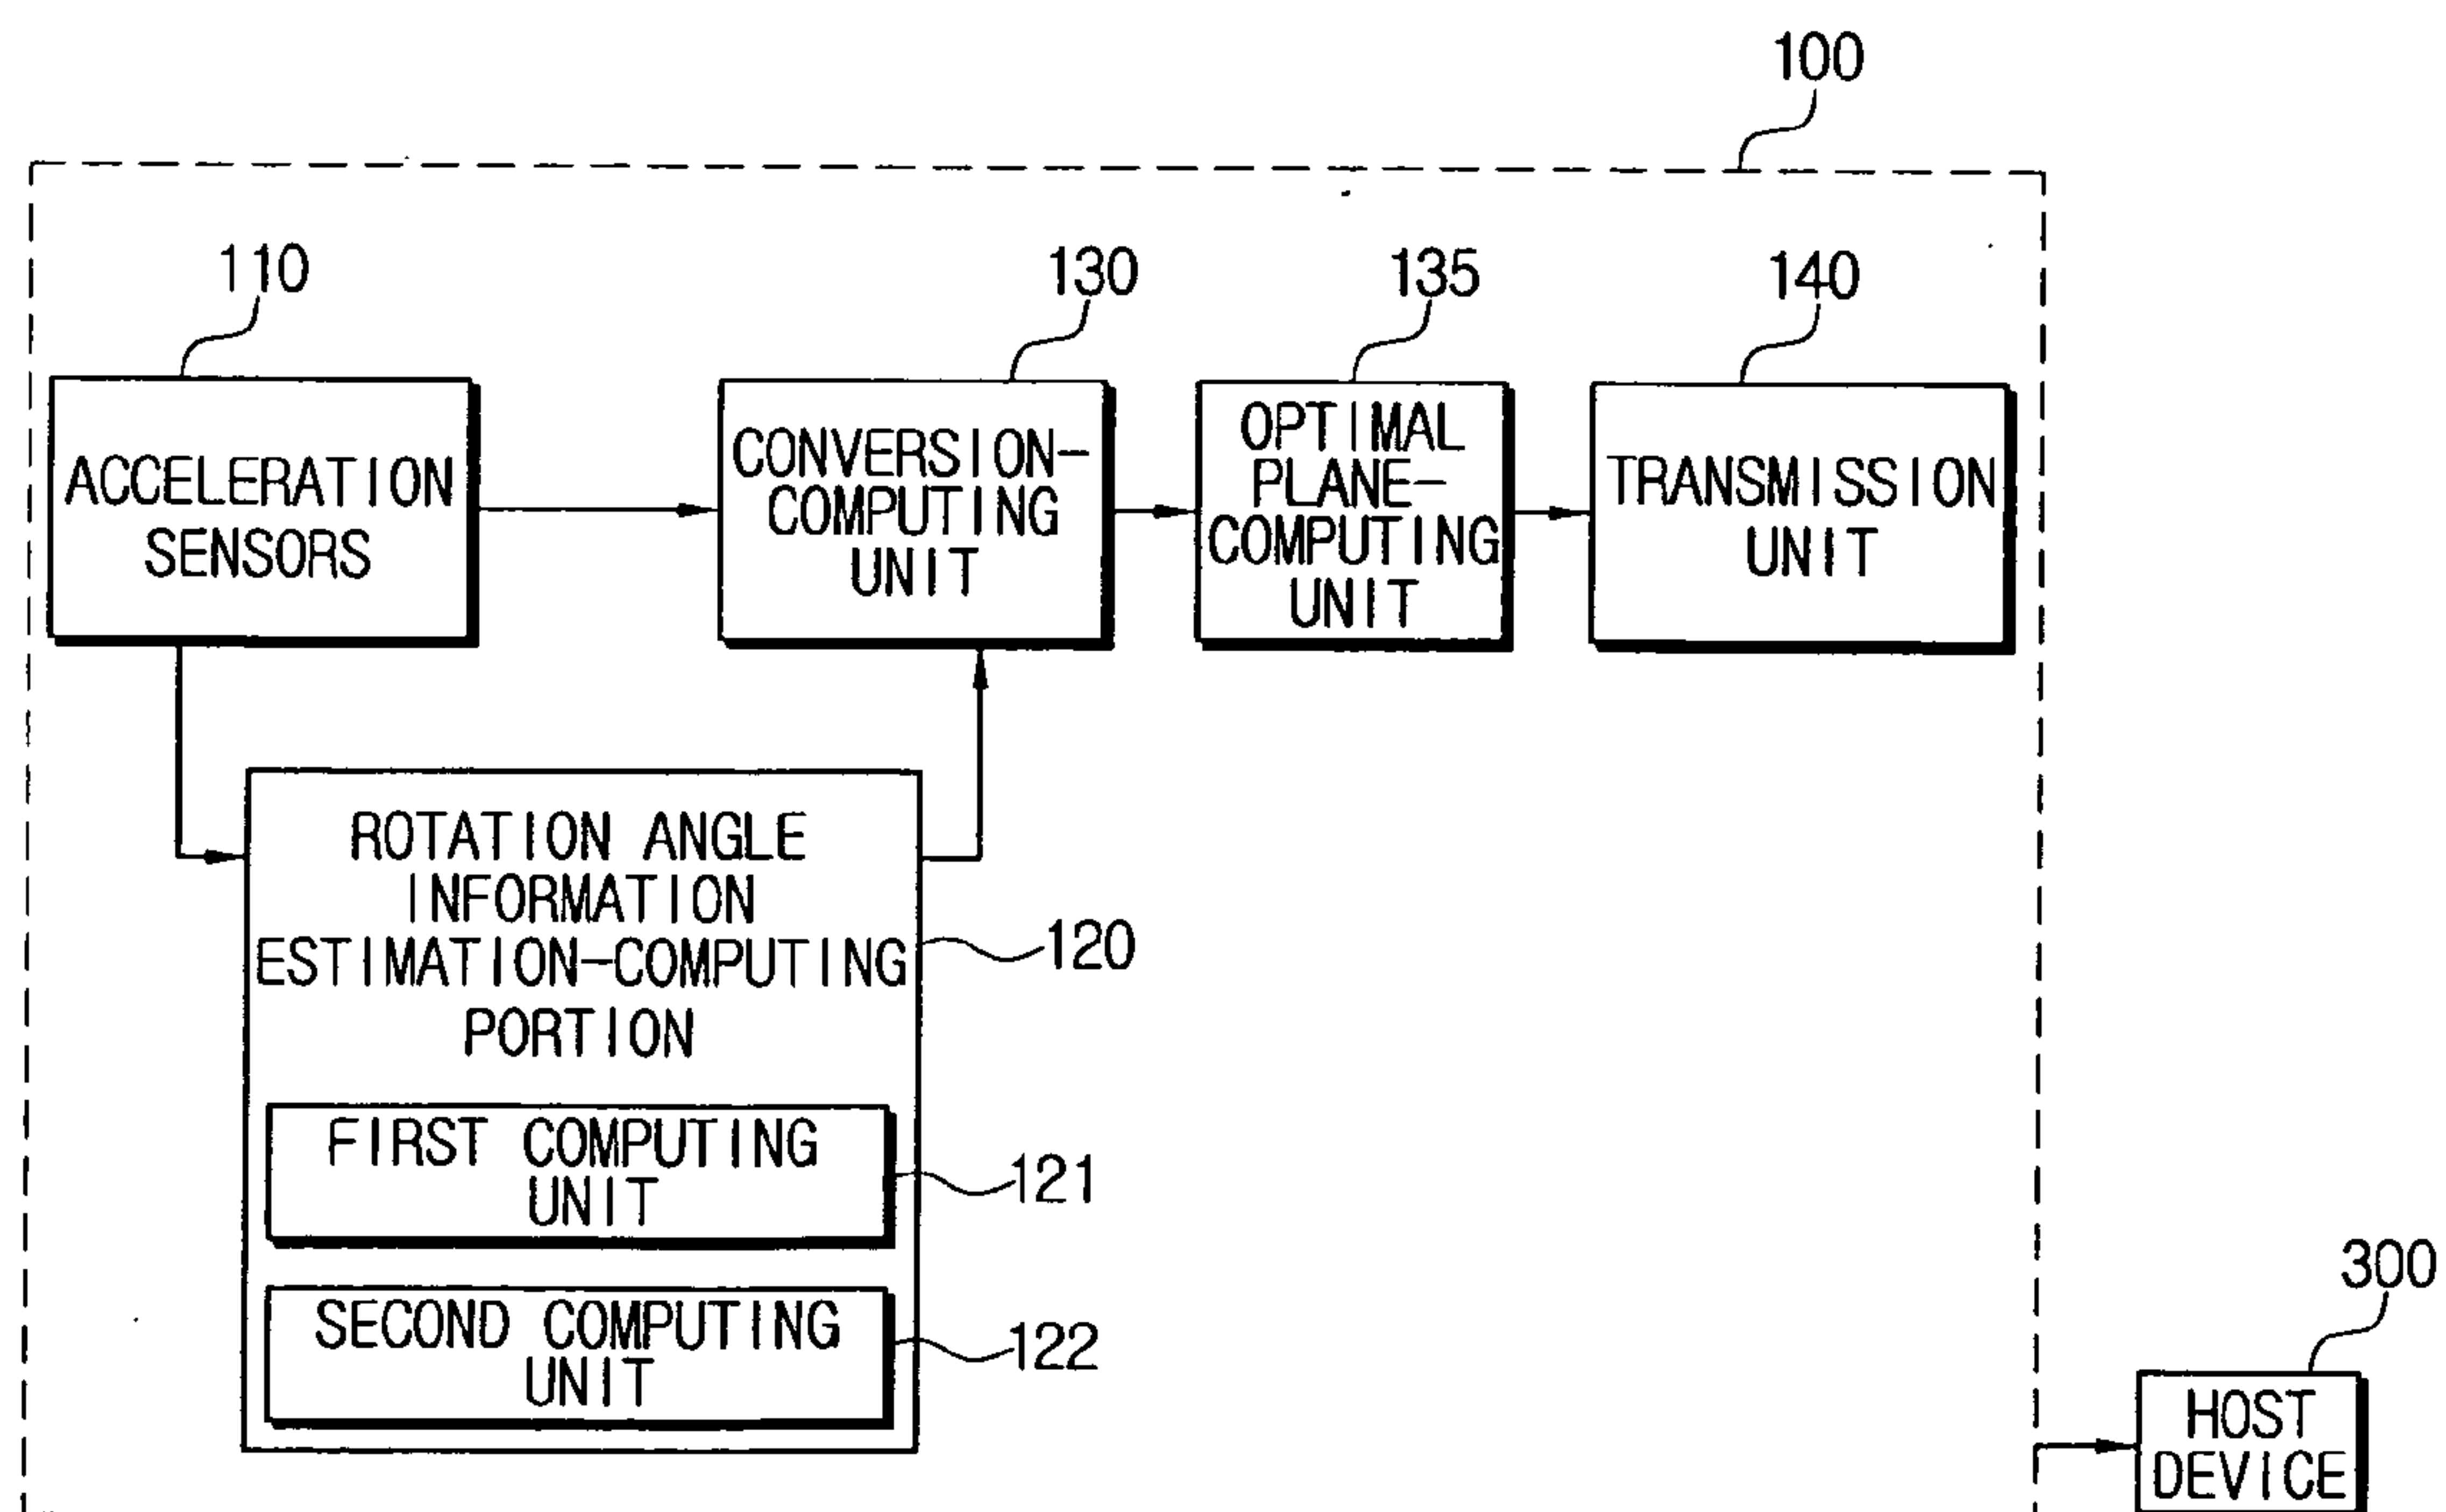 100
110
130
135
140
ACCELERATION
SENSORS
CONVERSION-
COMPUTING
UNIT
OPTIMAL
PLANE-
COMPUTING
UNIT
TRANSMISSION
UNIT
ROTATION ANGLE
INFORMATION
ESTIMATION-COMPUTING
PORTION
120
FIRST COMPUTING
UNIT
121
SECOND COMPUTING
UNIT
122
300
HOST
DEVICE